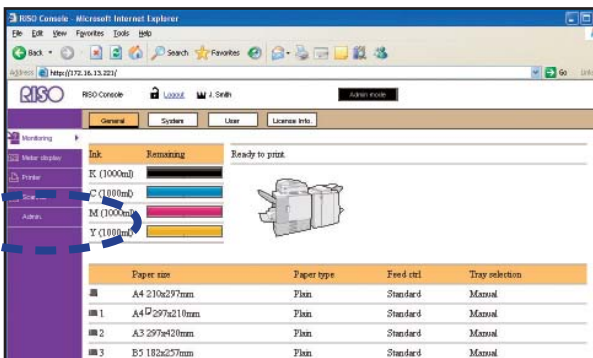 RISO Console - Microsoft Internet Explorer
File Edit View Favorites Tools Help
Back Search Favorites
Address http://172.16.13.221/ Go
RISO RISO Console Logout J. Smith Admin mode
General System User License Info.
Monitoring
Meter display
Printer
Admin.
Ink Remaining Ready to print.
K (1000ml)
C (1000ml)
M (1000ml)
Y (1000ml)
Paper size Paper type Feed ctrl Tray selection
A4 210x297mm Plain Standard Manual
1 A4 297x210mm Plain Standard Manual
2 A3 297x420mm Plain Standard Manual
3 B5 182x257mm Plain Standard Manual